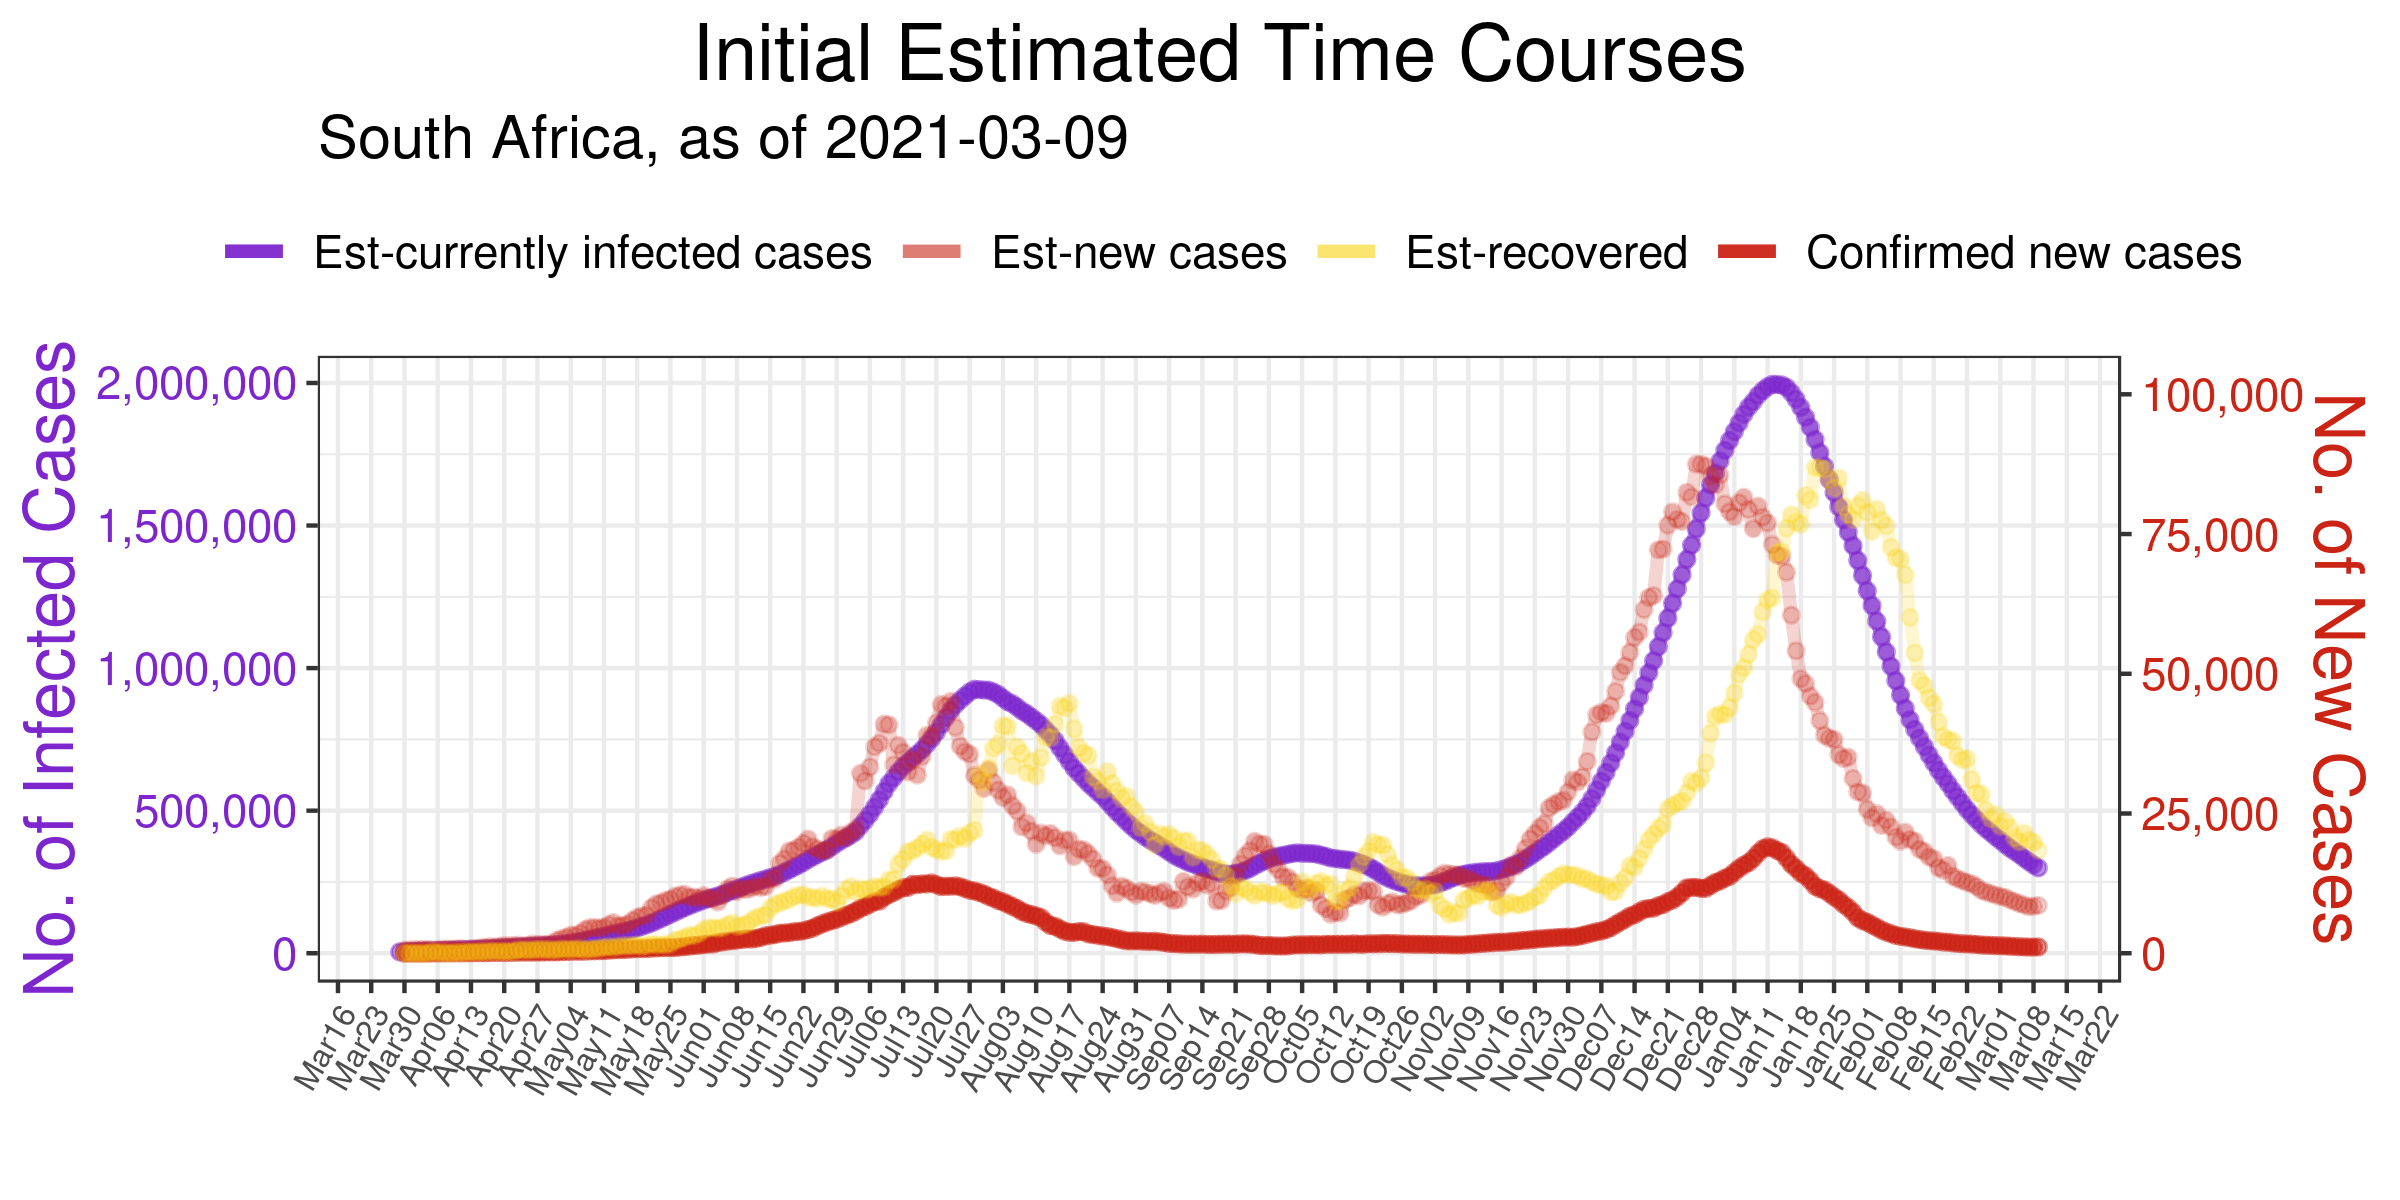 Initial Estimated Time Courses
South Africa, as of 2021-03-09
Est-currently infected cases Est-new cases Est-recovered Confirmed new cases
No. of Infected Cases
2,000,000
1,500,000
1,000,000
500,000
0
100,000
75,000
50,000
25,000
0
No. of New Cases
Mar16 Mar23 Mar30 Apr06 Apr13 Apr20 Apr27 May04 May11 May18 May25 Jun01 Jun08 Jun15 Jun22 Jun29 Jul06 Jul13 Jul20 Jul27 Aug03 Aug10 Aug17 Aug24 Aug31 Sep07 Sep14 Sep21 Sep28 Oct05 Oct12 Oct19 Oct26 Nov02 Nov09 Nov16 Nov23 Nov30 Dec07 Dec14 Dec21 Dec28 Jan04 Jan11 Jan18 Jan25 Feb01 Feb08 Feb15 Feb22 Mar01 Mar08 Mar15 Mar22